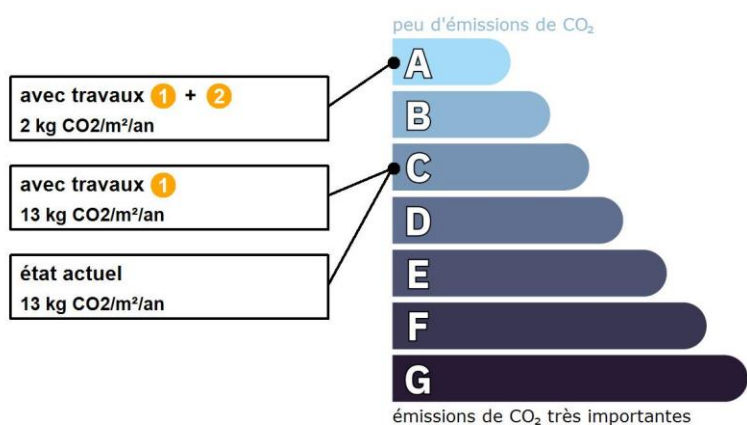 peu d'émissions de CO₂
avec travaux 1 + 2
2 kg CO2/m²/an
avec travaux 1
13 kg CO2/m²/an
état actuel
13 kg CO2/m²/an
A
B
C
D
E
F
G
émissions de CO₂ très importantes